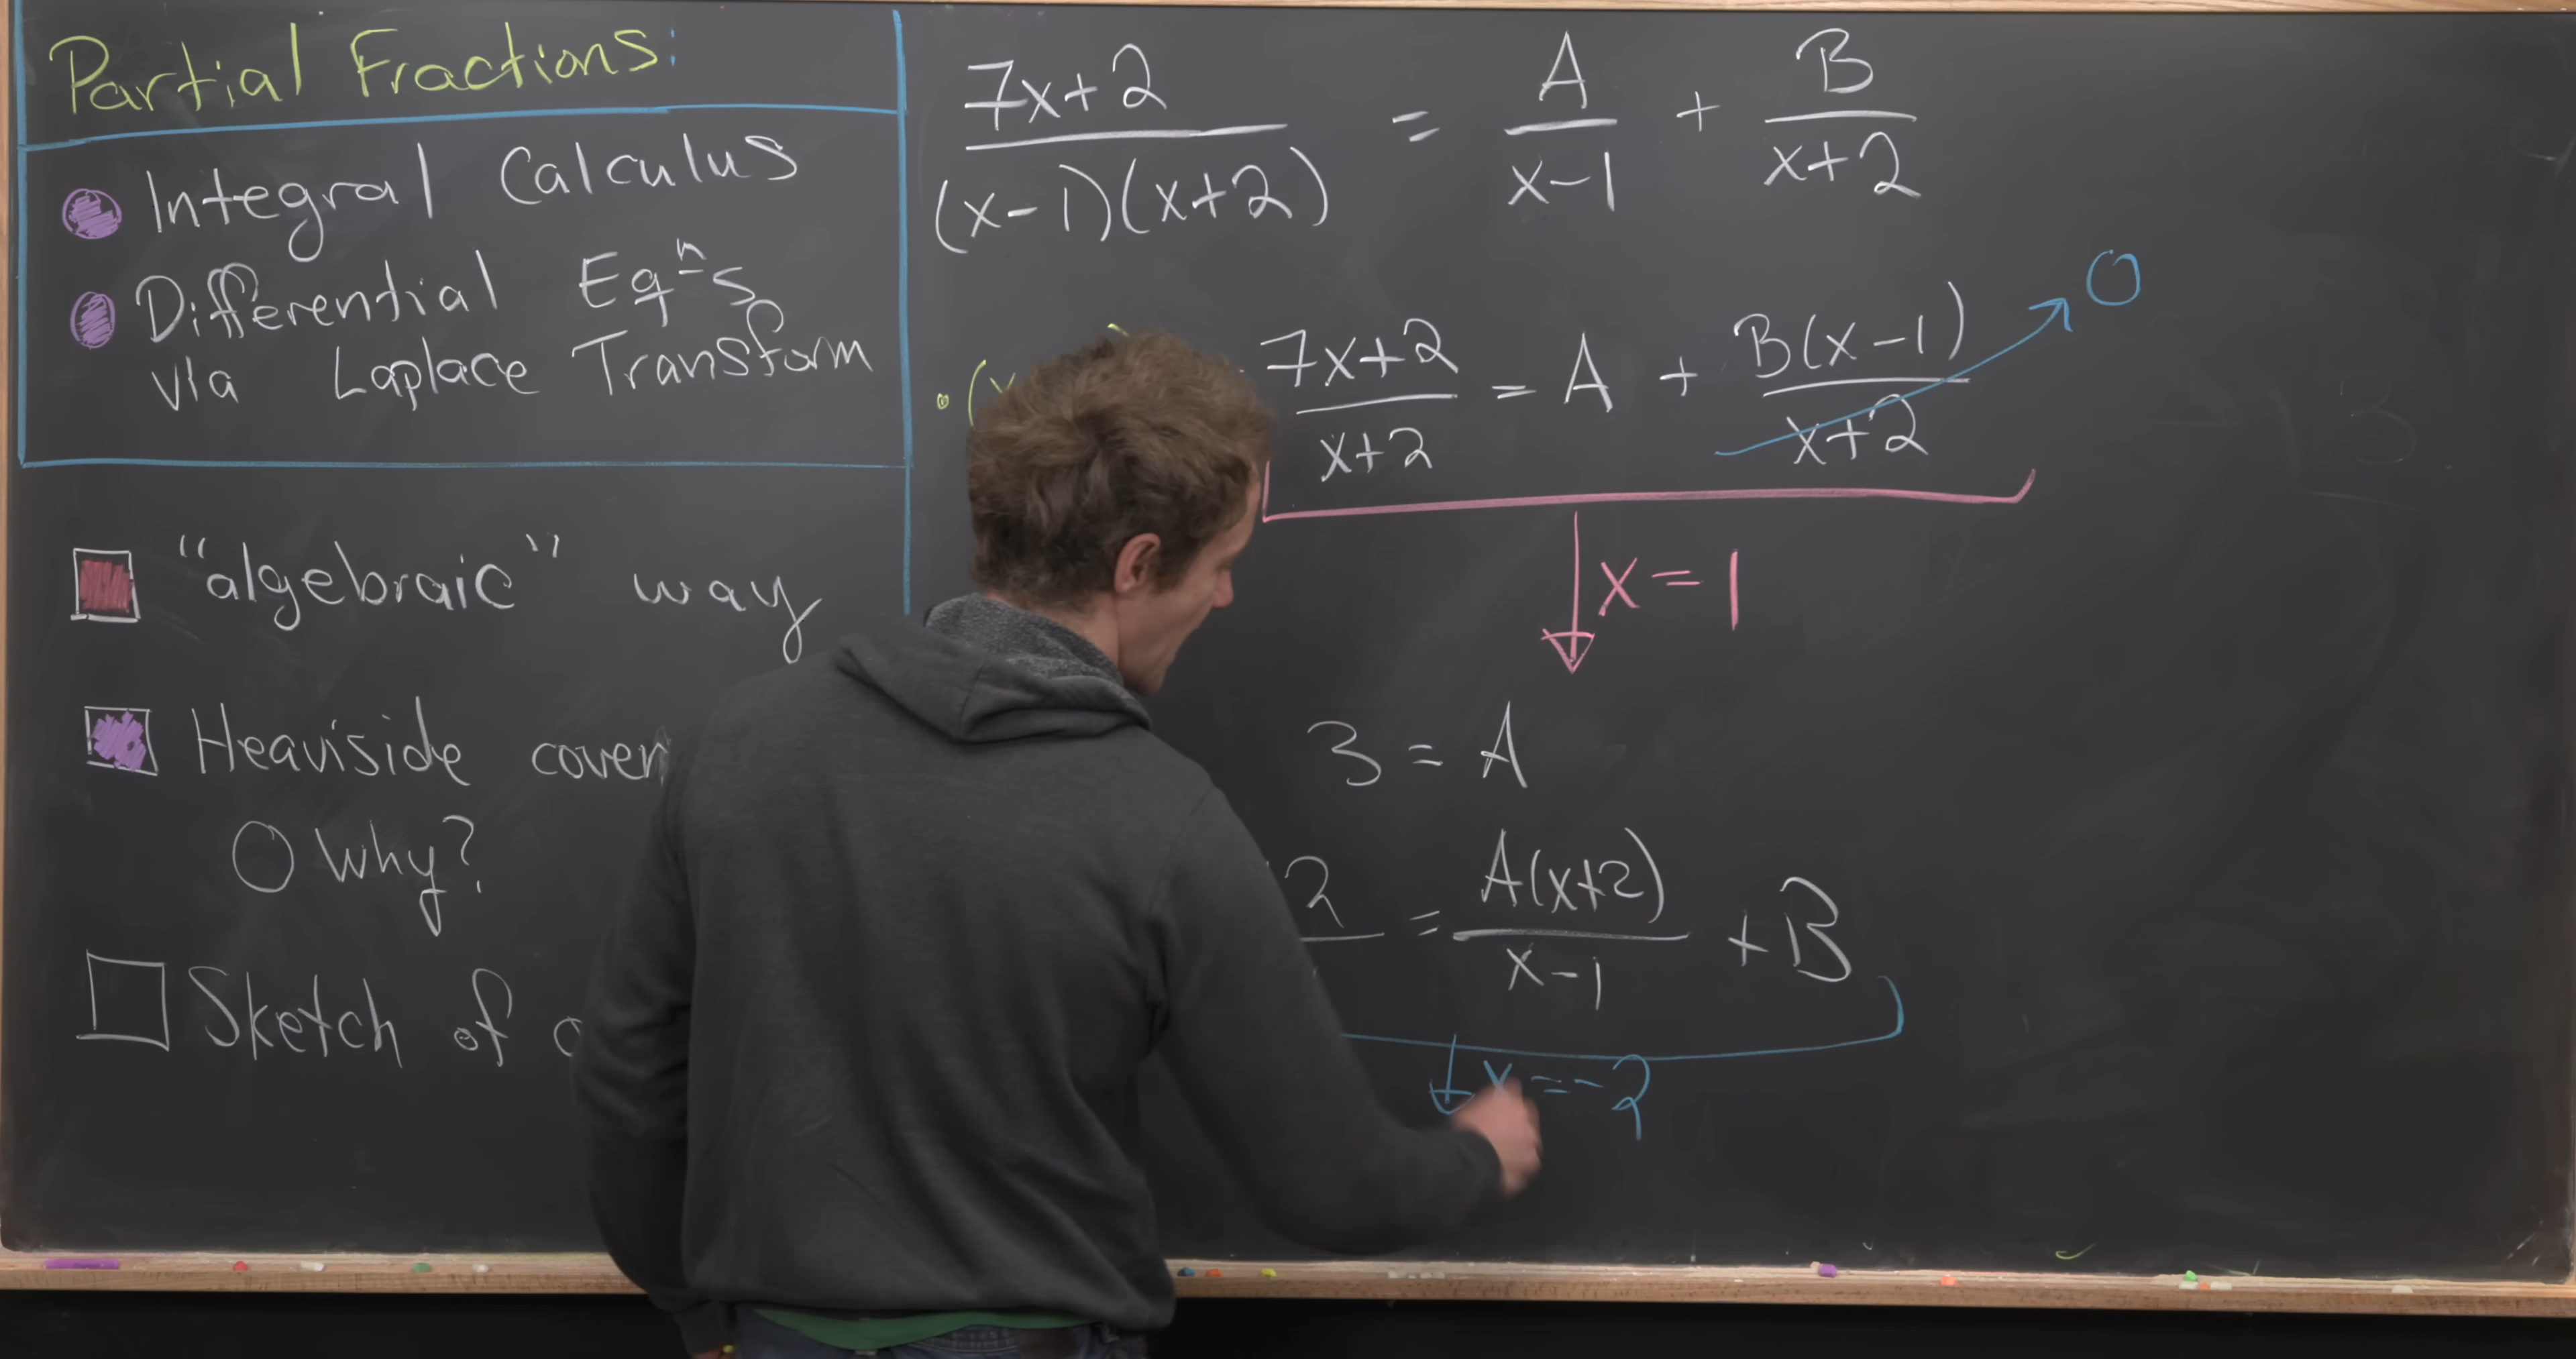 Partial Fractions:
Integral Calculus
Differential Eqⁿs
via Laplace Transform
"algebraic" way
Heaviside cover
Why?
Sketch of
7x+2
(x-1)(x+2)
=
A
x-1
+
B
x+2
7x+2
x+2
= A +
B(x-1)
x+2
0
x=1
3 = A
2
=
A(x+2)
x-1
+B
x=-2